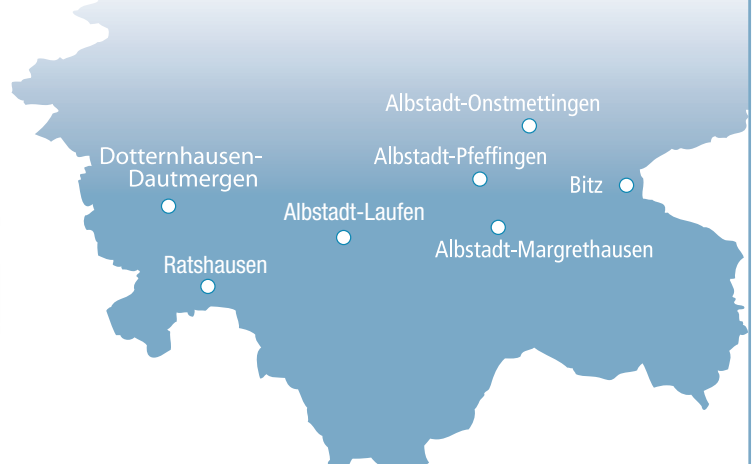 Albstadt-Onstmettingen
Dotternhausen-
Dautmergen
Albstadt-Pfeffingen
Bitz
Albstadt-Laufen
Albstadt-Margrethausen
Ratshausen